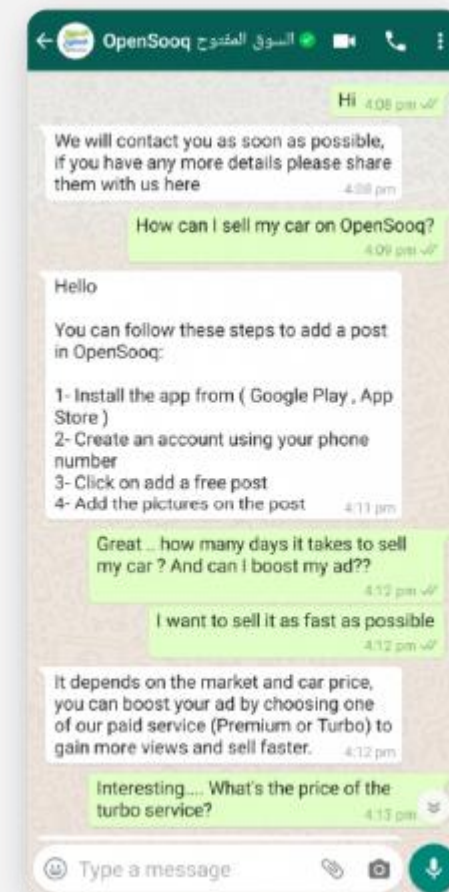 OpenSooq السوق المفتوح
Hi 4:08 pm
We will contact you as soon as possible,
if you have any more details please share
them with us here 4:08 pm
How can I sell my car on OpenSooq?
4:09 pm
Hello
You can follow these steps to add a post
in OpenSooq:
1- Install the app from ( Google Play , App
Store )
2- Create an account using your phone
number
3- Click on add a free post
4- Add the pictures on the post 4:11 pm
Great .. how many days it takes to sell
my car ? And can I boost my ad??
4:12 pm
I want to sell it as fast as possible
4:12 pm
It depends on the market and car price,
you can boost your ad by choosing one
of our paid service (Premium or Turbo) to
gain more views and sell faster. 4:12 pm
Interesting.... What's the price of the
turbo service? 4:13 pm
Type a message